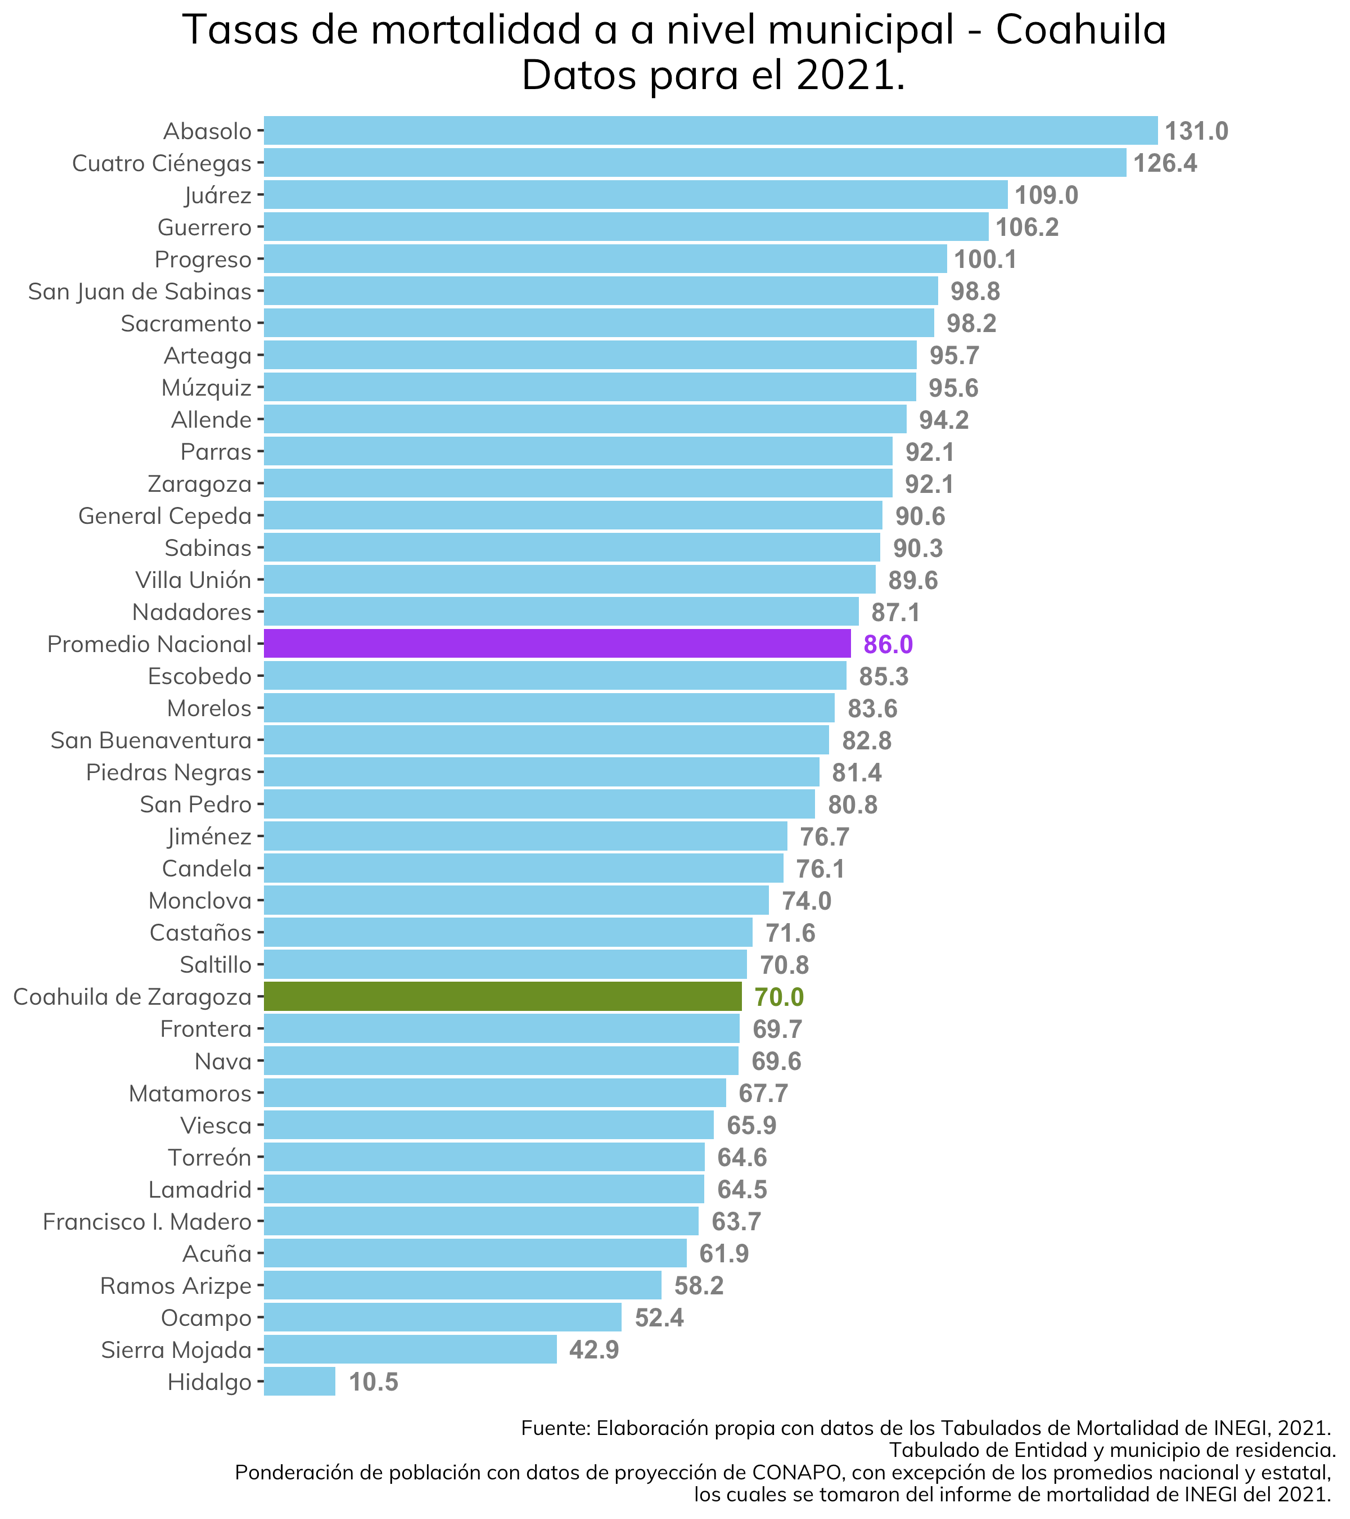 Tasas de mortalidad a a nivel municipal - Coahuila
Datos para el 2021.
Abasolo 131.0
Cuatro Ciénegas 126.4
Juárez 109.0
Guerrero 106.2
Progreso 100.1
San Juan de Sabinas 98.8
Sacramento 98.2
Arteaga 95.7
Múzquiz 95.6
Allende 94.2
Parras 92.1
Zaragoza 92.1
General Cepeda 90.6
Sabinas 90.3
Villa Unión 89.6
Nadadores 87.1
Promedio Nacional 86.0
Escobedo 85.3
Morelos 83.6
San Buenaventura 82.8
Piedras Negras 81.4
San Pedro 80.8
Jiménez 76.7
Candela 76.1
Monclova 74.0
Castaños 71.6
Saltillo 70.8
Coahuila de Zaragoza 70.0
Frontera 69.7
Nava 69.6
Matamoros 67.7
Viesca 65.9
Torreón 64.6
Lamadrid 64.5
Francisco I. Madero 63.7
Acuña 61.9
Ramos Arizpe 58.2
Ocampo 52.4
Sierra Mojada 42.9
Hidalgo 10.5
Fuente: Elaboración propia con datos de los Tabulados de Mortalidad de INEGI, 2021.
Tabulado de Entidad y municipio de residencia.
Ponderación de población con datos de proyección de CONAPO, con excepción de los promedios nacional y estatal,
los cuales se tomaron del informe de mortalidad de INEGI del 2021.